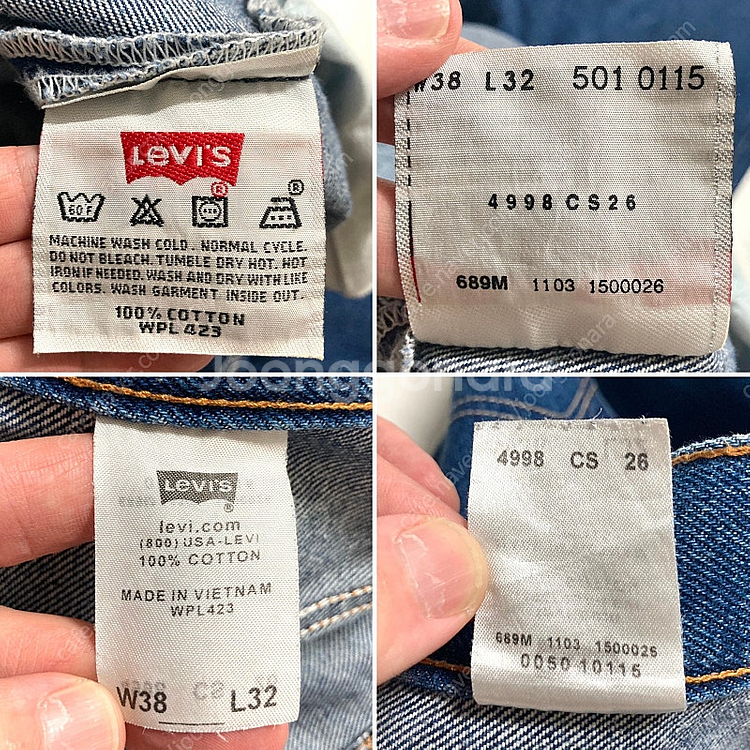 Levi's
®
®
60F
MACHINE WASH COLD. NORMAL CYCLE.
DO NOT BLEACH. TUMBLE DRY HOT. HOT
IRON IF NEEDED. WASH AND DRY WITH LIKE
COLORS. WASH GARMENT INSIDE OUT.
100% COTTON
WPL 423
W38 L32 501 0115
4998 CS26
689M 1103 1500026
Levi's
®
levi.com
(800) USA-LEVI
100% COTTON
MADE IN VIETNAM
WPL423
W38 L32
4998 CS 26
689M 1103 1500026
0050 10115
Joonggonara